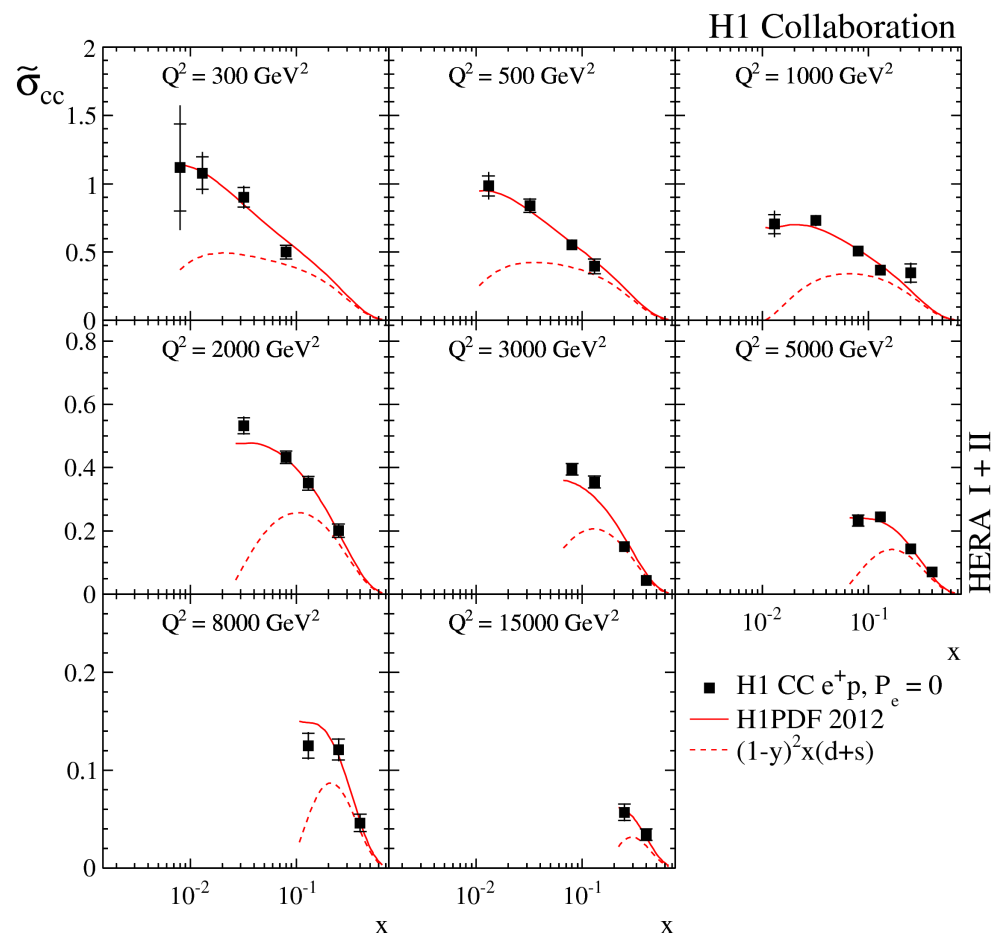 H1 Collaboration
σ̃cc
Q² = 300 GeV²
Q² = 500 GeV²
Q² = 1000 GeV²
2
1.5
1
0.5
0
Q² = 2000 GeV²
Q² = 3000 GeV²
Q² = 5000 GeV²
0.8
0.6
0.4
0.2
0
HERA I + II
10⁻² 10⁻¹
x
Q² = 8000 GeV²
Q² = 15000 GeV²
0.2
0.1
0
H1 CC e⁺p, Pₑ = 0
H1PDF 2012
(1-y)²x(d+s)
10⁻² 10⁻¹
10⁻² 10⁻¹
x
x